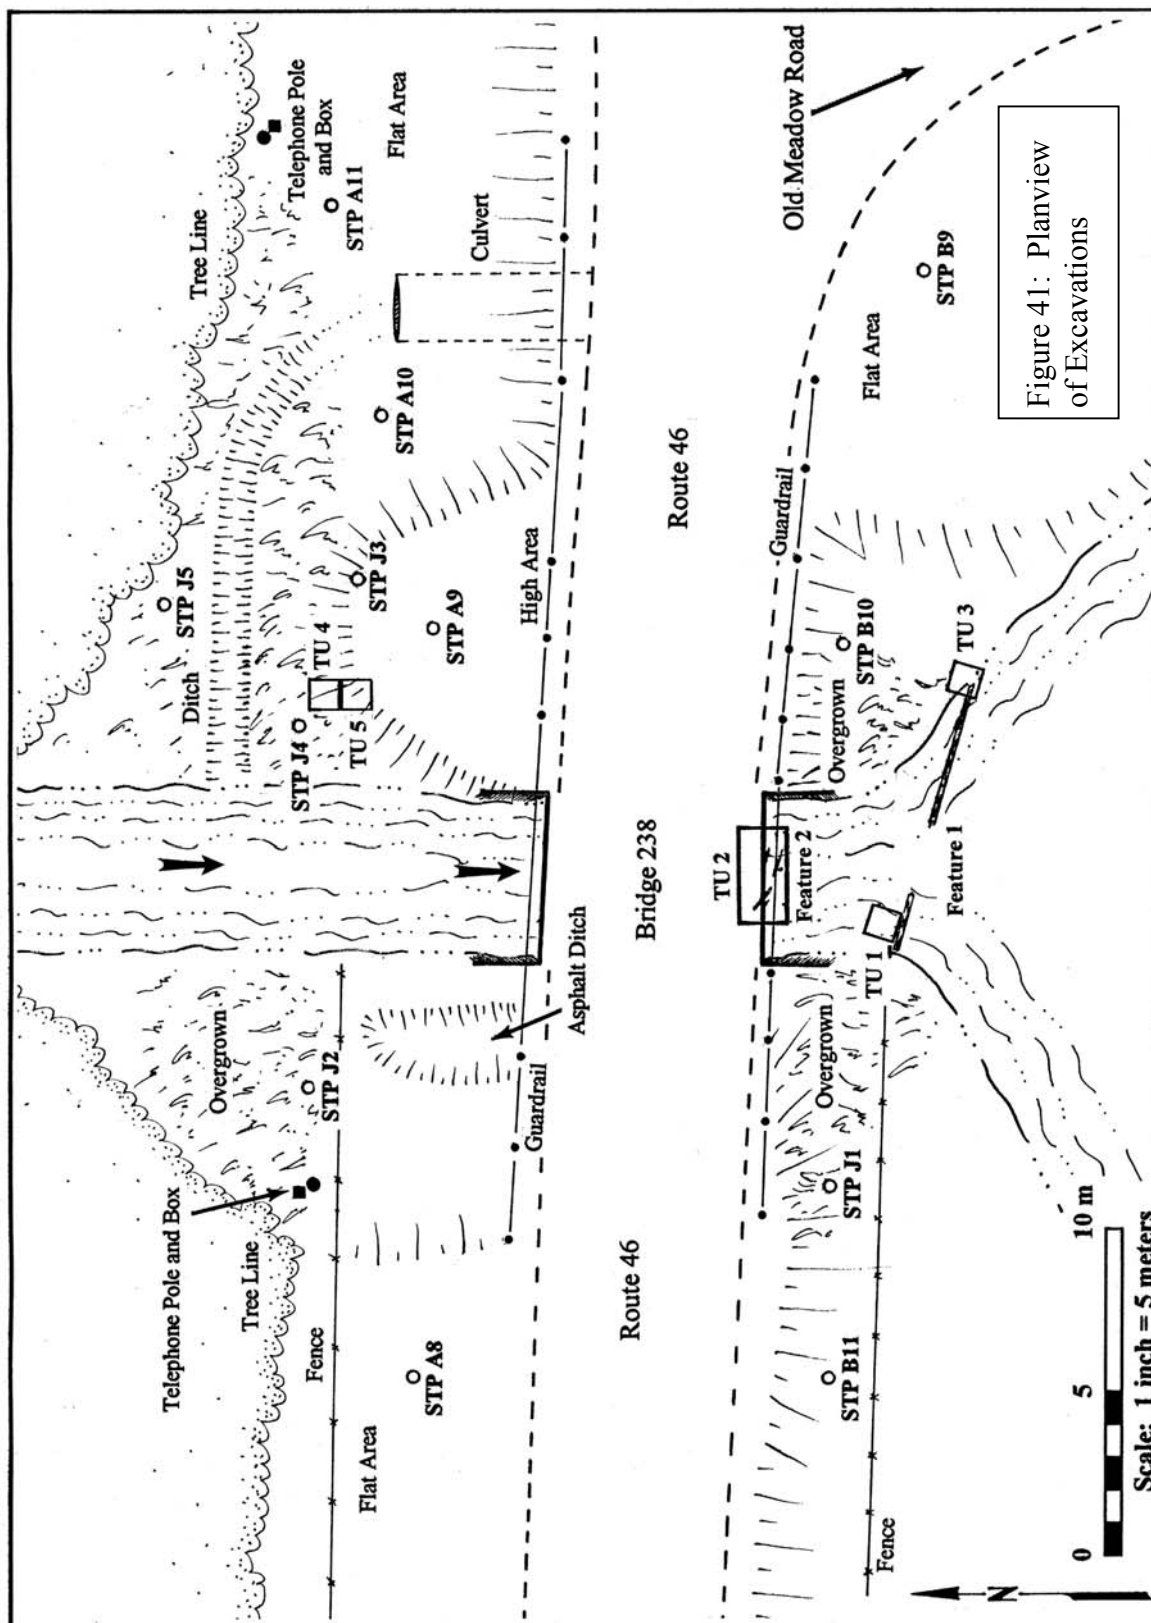 Tree Line
Telephone Pole
and Box
STP A11
Flat Area
Culvert
STP A10
STP J5
Ditch
TU 4
STP J3
STP J4
TU 5
STP A9
High Area
Overgrown
STP J2
Telephone Pole and Box
Tree Line
Fence
Flat Area
STP A8
Guardrail
Asphalt Ditch
Route 46
Bridge 238
Route 46
Old Meadow Road
STP B9
Flat Area
Guardrail
STP B10
Overgrown
TU 3
TU 2
Feature 2
Feature 1
TU 1
Overgrown
STP J1
STP B11
Fence
N
0
5
10 m
Scale: 1 inch = 5 meters
Figure 41: Planview
of Excavations